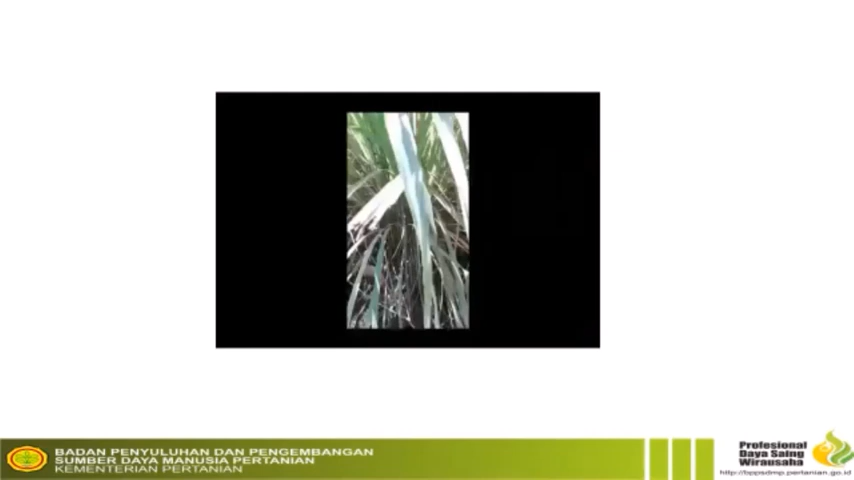 BADAN PENYULUHAN DAN PENGEMBANGAN
SUMBER DAYA MANUSIA PERTANIAN
KEMENTERIAN PERTANIAN
Profesional
Daya Saing
Wirausaha
http://bppsdmp.pertanian.go.id